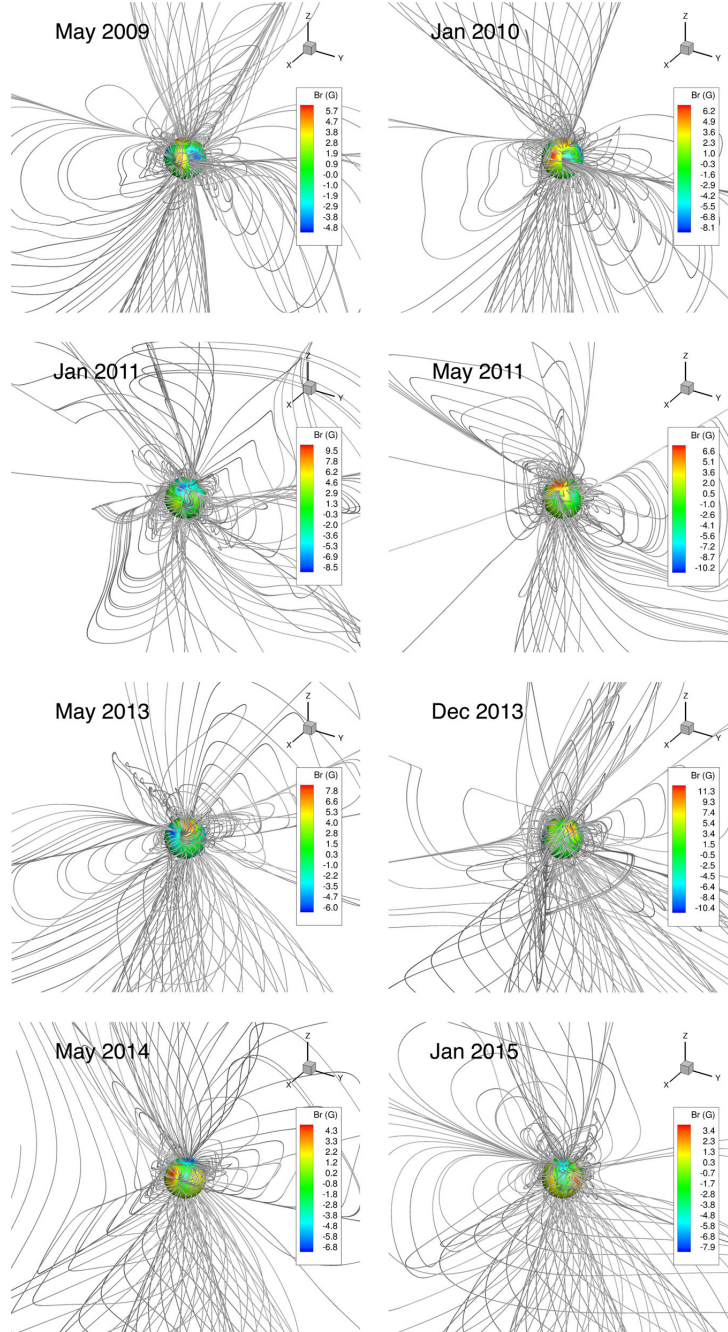 May 2009
Z
X
Y
Br (G)
5.7
4.7
3.8
2.8
1.9
0.9
-0.0
-1.0
-1.9
-2.9
-3.8
-4.8
Jan 2010
Z
X
Y
Br (G)
6.2
4.9
3.6
2.3
1.0
-0.3
-1.6
-2.9
-4.2
-5.5
-6.8
-8.1
Jan 2011
Z
X
Y
Br (G)
9.5
7.8
6.2
4.6
2.9
1.3
-0.3
-2.0
-3.6
-5.3
-6.9
-8.5
May 2011
Z
X
Y
Br (G)
6.6
5.1
3.6
2.0
0.5
-1.0
-2.6
-4.1
-5.6
-7.2
-8.7
-10.2
May 2013
Z
X
Y
Br (G)
7.8
6.6
5.3
4.0
2.8
1.5
0.3
-1.0
-2.2
-3.5
-4.7
-6.0
Dec 2013
Z
X
Y
Br (G)
11.3
9.3
7.4
5.4
3.4
1.5
-0.5
-2.5
-4.5
-6.4
-8.4
-10.4
May 2014
Z
X
Y
Br (G)
4.3
3.3
2.2
1.2
0.2
-0.8
-1.8
-2.8
-3.8
-4.8
-5.8
-6.8
Jan 2015
Z
X
Y
Br (G)
3.4
2.3
1.3
0.3
-0.7
-1.7
-2.8
-3.8
-4.8
-5.8
-6.9
-7.9